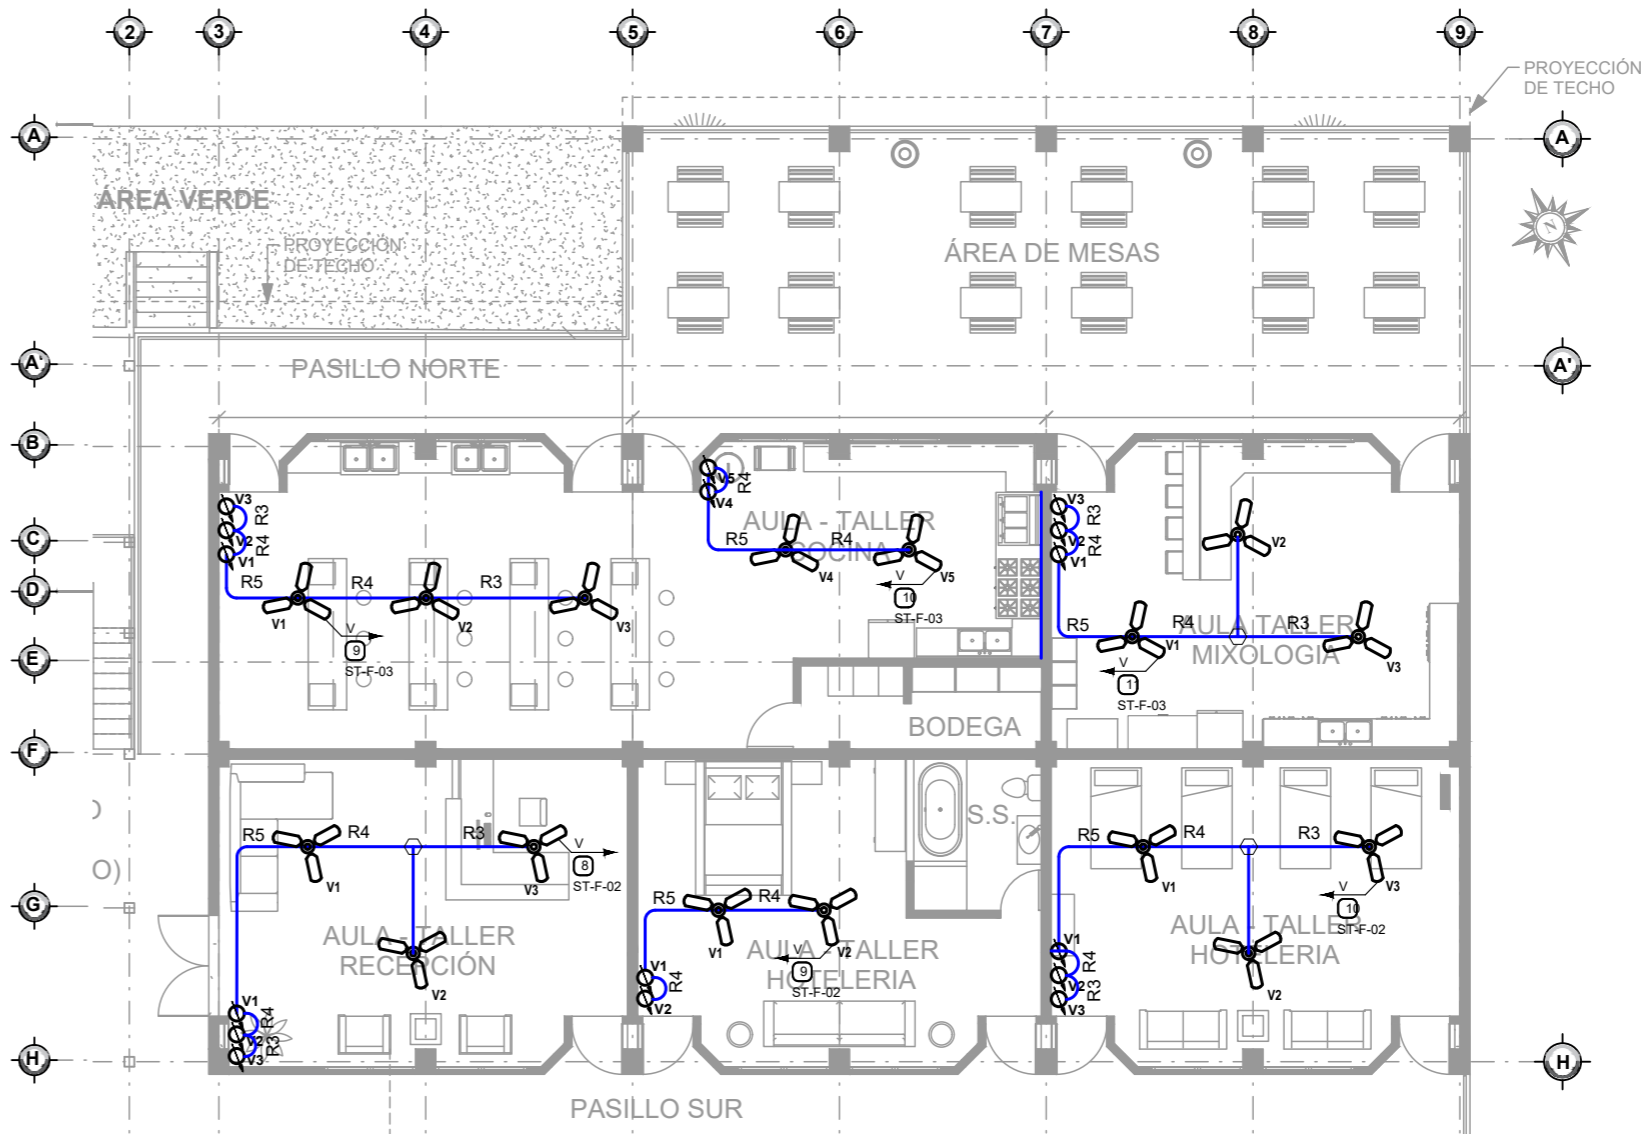 2 3 4 5 6 7 8 9
PROYECCIÓN
DE TECHO
A A
ÁREA VERDE
PROYECCIÓN
DE TECHO
ÁREA DE MESAS
N
A' A'
PASILLO NORTE
B
V5
R4
V4
V3
R3
V2
R4
V1
V3
R3
V2
R4
V1
C
AULA - TALLER
COCINA
R5 R4
V4 V5
V
10
ST-F-03
V2
D
R5 R4 R3
V1 V2 V3
V
9
ST-F-03
R5 R4 R3
AULA TALLER
MIXOLOGIA
V1 V3
V
11
ST-F-03
E
BODEGA
F
O
O)
S.S.
R5 R4 R3
V1 V3
V
8
ST-F-02
R5 R4 R3
V1 V3
V
10
ST-F-02
G
R5 R4
V1 V2
V
9
ST-F-02
AULA - TALLER
RECEPCIÓN
V2
AULA - TALLER
HOTELERIA
AULA - TALLER
HOTELERIA
V2
V1
R4
V2
R3
V3
V1
R4
V2
V1
R4
V2
R3
V3
H H
PASILLO SUR